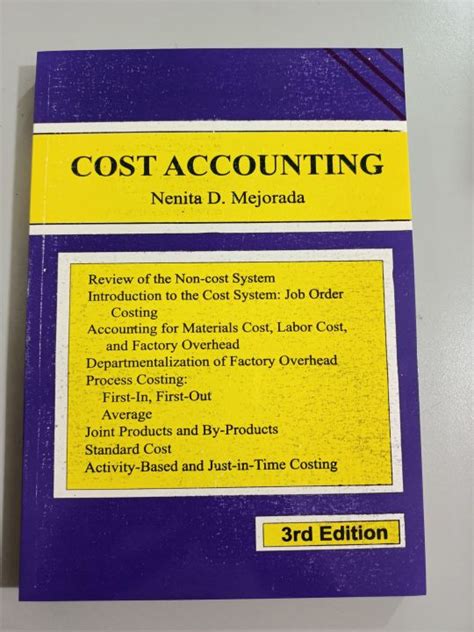 COST ACCOUNTING
Nenita D. Mejorada
Review of the Non-cost System
Introduction to the Cost System: Job Order
Costing
Accounting for Materials Cost, Labor Cost,
and Factory Overhead
Departmentalization of Factory Overhead
Process Costing:
First-In, First-Out
Average
Joint Products and By-Products
Standard Cost
Activity-Based and Just-in-Time Costing
3rd Edition